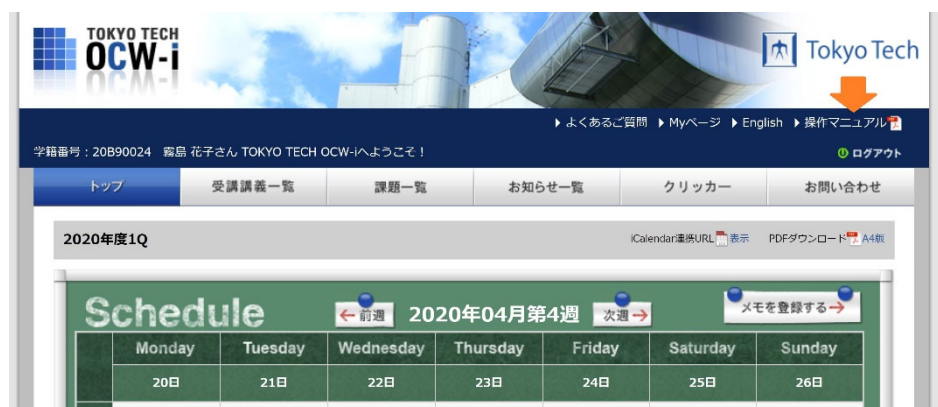 TOKYO TECH
OCW-i
Tokyo Tech
よくあるご質問 Myページ English 操作マニュアル
学籍番号：20B90024 霧島 花子さん TOKYO TECH OCW-iへようこそ！
ログアウト
トップ 受講講義一覧 課題一覧 お知らせ一覧 クリッカー お問い合わせ
2020年度1Q
iCalendar連携URL 表示 PDFダウンロード A4版
Schedule
←前週 2020年04月第4週 次週→
メモを登録する→
Monday Tuesday Wednesday Thursday Friday Saturday Sunday
20日 21日 22日 23日 24日 25日 26日